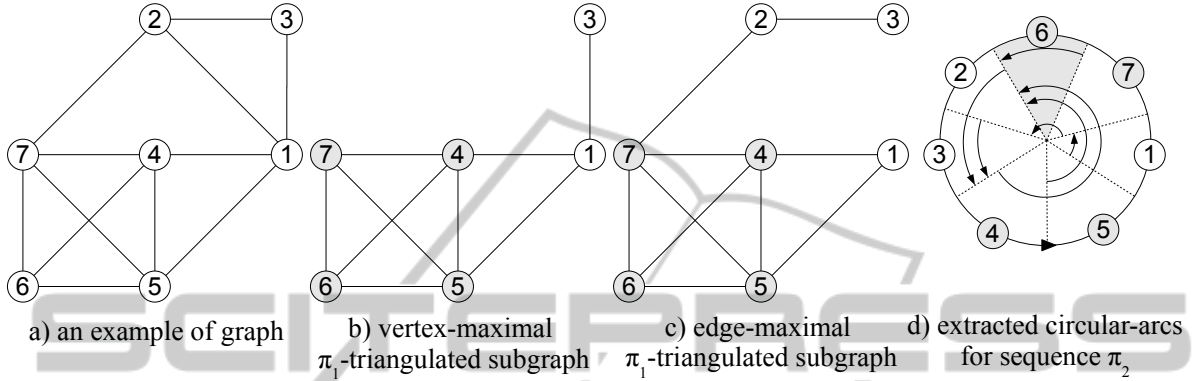 2 3
7 4 1
6 5
a) an example of graph
3
7 4 1
6 5
b) vertex-maximal
π1-triangulated subgraph
2 3
7 4 1
6 5
c) edge-maximal
π1-triangulated subgraph
6
2 7
3 1
4 5
d) extracted circular-arcs
for sequence π2
SCITEPRESS